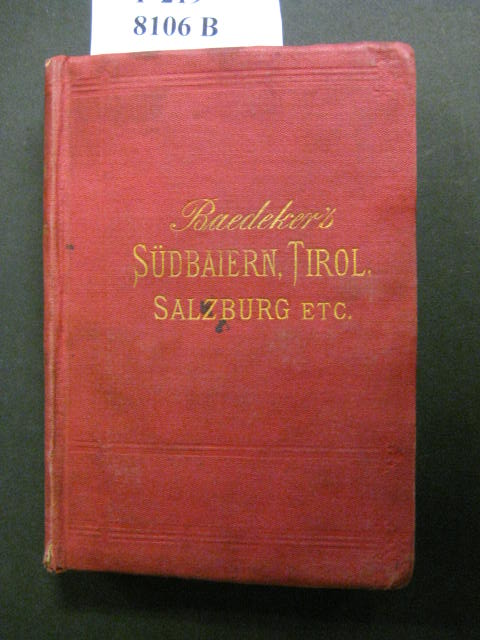 8106 B
Baedeker's
SÜDBAIERN, TIROL,
SALZBURG ETC.